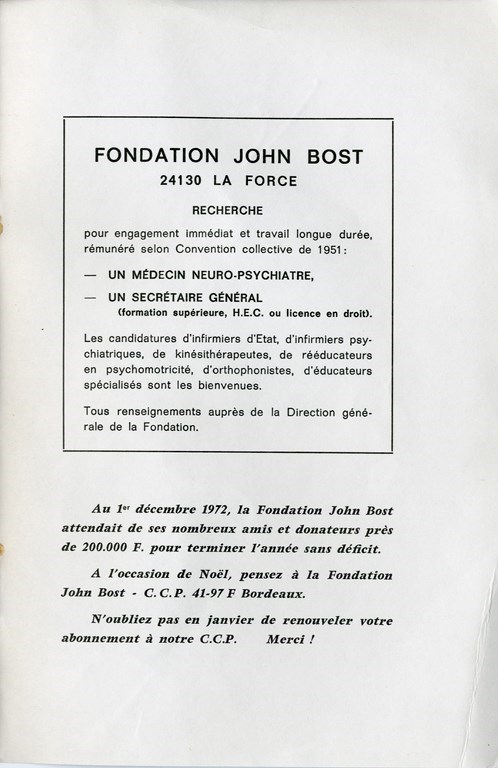 FONDATION JOHN BOST
24130 LA FORCE
RECHERCHE
pour engagement immédiat et travail longue durée,
rémunéré selon Convention collective de 1951 :
— UN MÉDECIN NEURO-PSYCHIATRE,
— UN SECRÉTAIRE GÉNÉRAL
(formation supérieure, H.E.C. ou licence en droit).
Les candidatures d'infirmiers d'Etat, d'infirmiers psy-
chiatriques, de kinésithérapeutes, de rééducateurs
en psychomotricité, d'orthophonistes, d'éducateurs
spécialisés sont les bienvenues.
Tous renseignements auprès de la Direction géné-
rale de la Fondation.
Au 1er décembre 1972, la Fondation John Bost
attendait de ses nombreux amis et donateurs près
de 200.000 F. pour terminer l'année sans déficit.
A l'occasion de Noël, pensez à la Fondation
John Bost - C.C.P. 41-97 F Bordeaux.
N'oubliez pas en janvier de renouveler votre
abonnement à notre C.C.P. Merci !